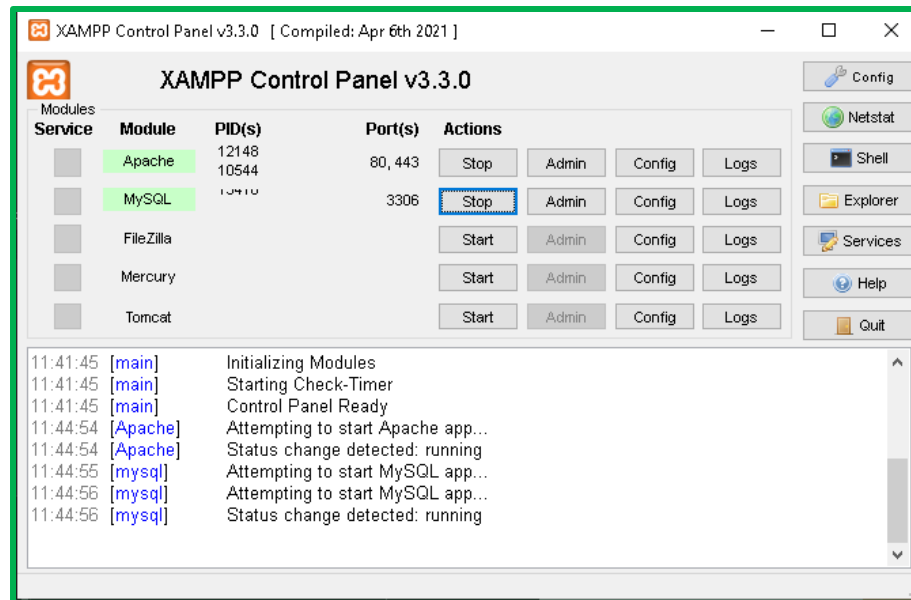 XAMPP Control Panel v3.3.0 [ Compiled: Apr 6th 2021 ]
XAMPP Control Panel v3.3.0
Config
Modules
Service Module PID(s) Port(s) Actions
Netstat
Apache 12148 10544 80, 443 Stop Admin Config Logs
Shell
MySQL 3306 Stop Admin Config Logs
Explorer
FileZilla Start Admin Config Logs
Services
Mercury Start Admin Config Logs
Help
Tomcat Start Admin Config Logs
Quit
11:41:45 [main] Initializing Modules
11:41:45 [main] Starting Check-Timer
11:41:45 [main] Control Panel Ready
11:44:54 [Apache] Attempting to start Apache app...
11:44:54 [Apache] Status change detected: running
11:44:55 [mysql] Attempting to start MySQL app...
11:44:56 [mysql] Attempting to start MySQL app...
11:44:56 [mysql] Status change detected: running